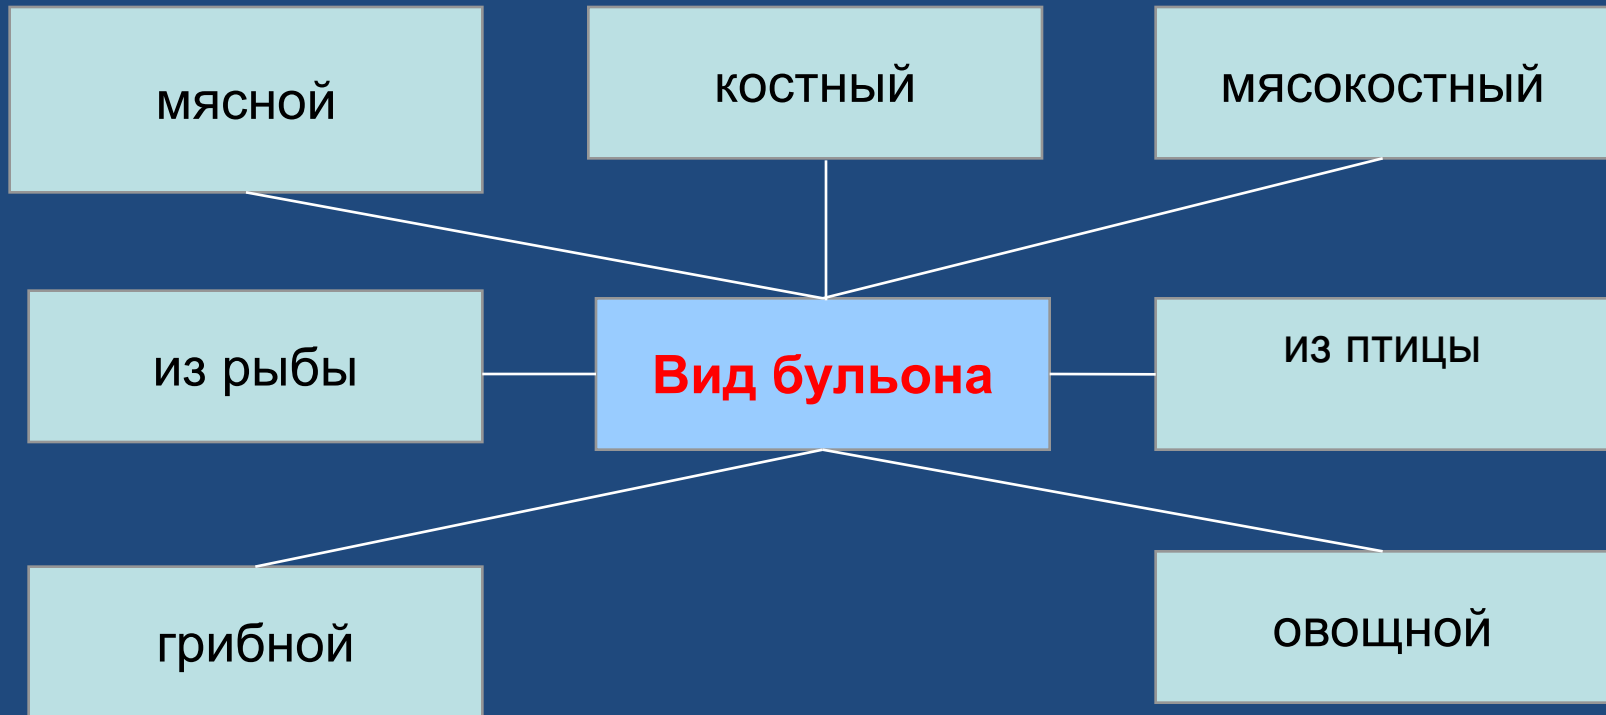 мясной
костный
мясокостный
из рыбы
Вид бульона
из птицы
грибной
овощной